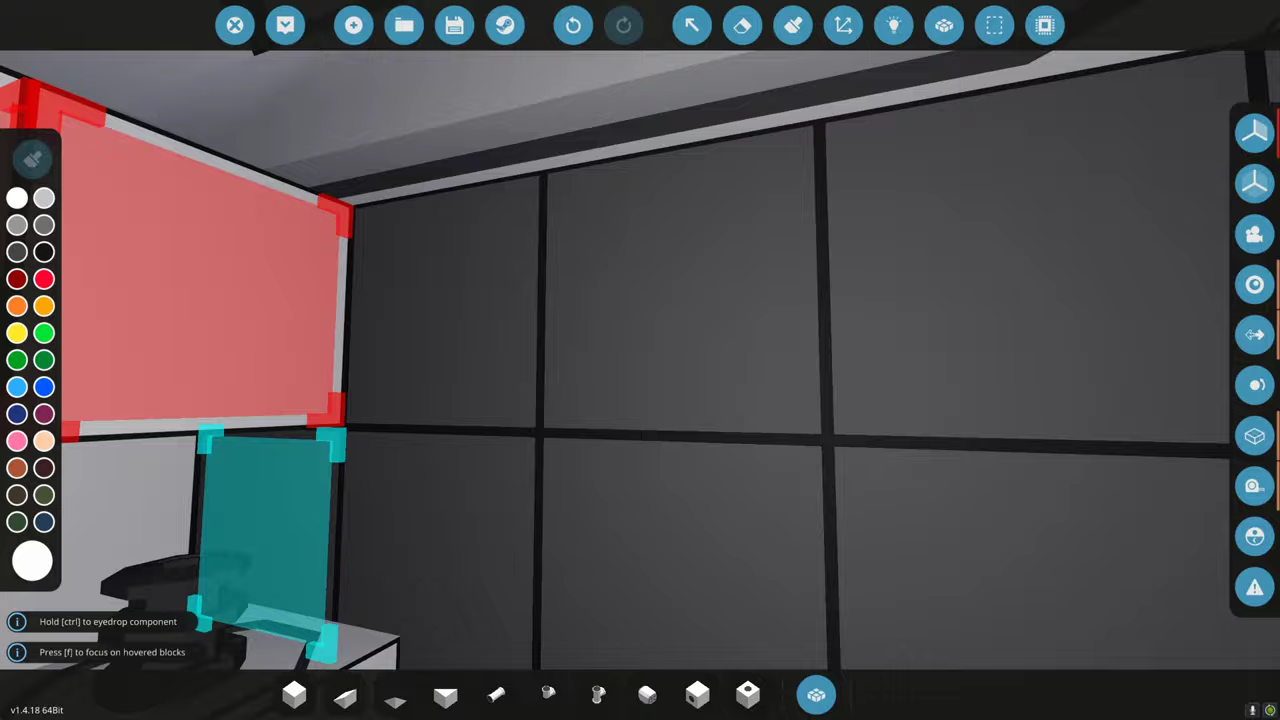 Hold [ctrl] to eyedrop component
Press [f] to focus on hovered blocks
v1.4.18 64Bit